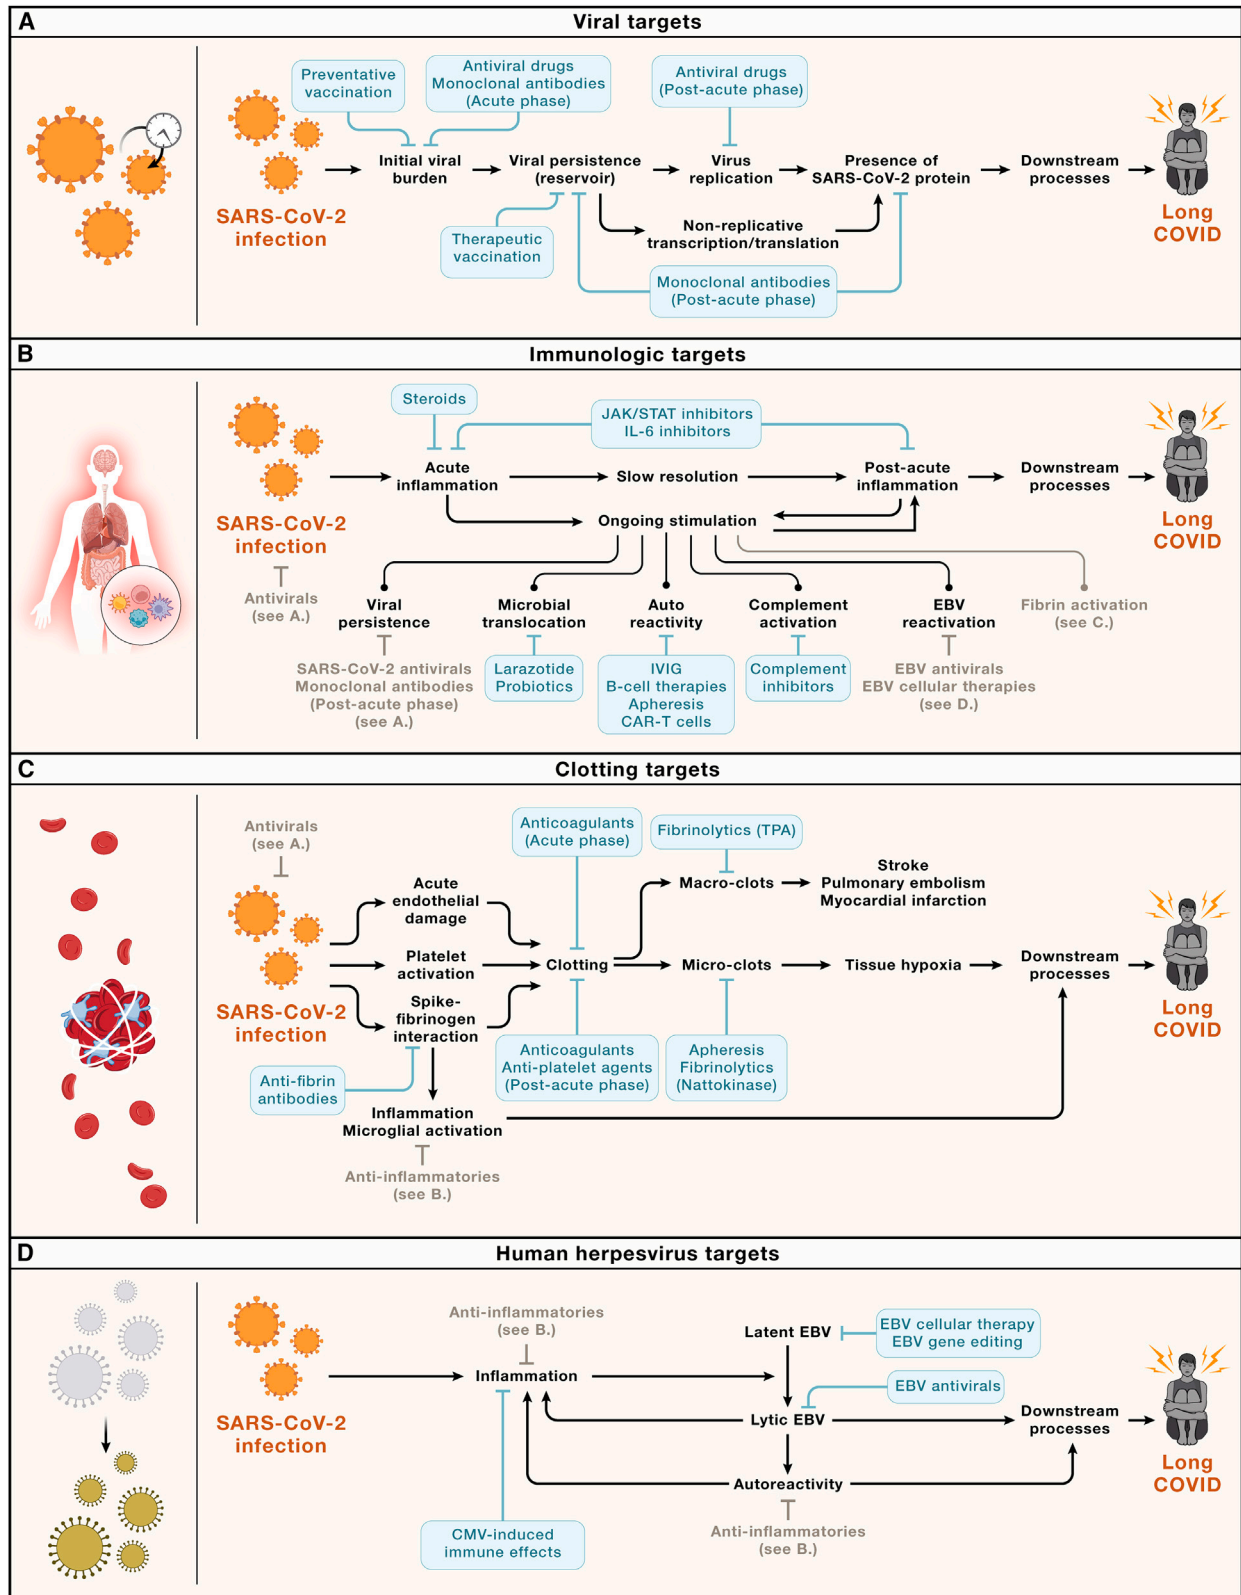 A
Viral targets
Preventative
vaccination
Antiviral drugs
Monoclonal antibodies
(Acute phase)
Antiviral drugs
(Post-acute phase)
SARS-CoV-2
infection
Initial viral
burden
Viral persistence
(reservoir)
Virus
replication
Presence of
SARS-CoV-2 protein
Downstream
processes
Long
COVID
Therapeutic
vaccination
Non-replicative
transcription/translation
Monoclonal antibodies
(Post-acute phase)
B
Immunologic targets
Steroids
JAK/STAT inhibitors
IL-6 inhibitors
SARS-CoV-2
infection
Acute
inflammation
Slow resolution
Post-acute
inflammation
Downstream
processes
Long
COVID
Ongoing stimulation
Antivirals
(see A.)
Viral
persistence
Microbial
translocation
Auto
reactivity
Complement
activation
EBV
reactivation
Fibrin activation
(see C.)
SARS-CoV-2 antivirals
Monoclonal antibodies
(Post-acute phase)
(see A.)
Larazotide
Probiotics
IVIG
B-cell therapies
Apheresis
CAR-T cells
Complement
inhibitors
EBV antivirals
EBV cellular therapies
(see D.)
C
Clotting targets
Antivirals
(see A.)
Anticoagulants
(Acute phase)
Fibrinolytics (TPA)
SARS-CoV-2
infection
Acute
endothelial
damage
Platelet
activation
Spike-
fibrinogen
interaction
Clotting
Macro-clots
Stroke
Pulmonary embolism
Myocardial infarction
Micro-clots
Tissue hypoxia
Downstream
processes
Long
COVID
Anti-fibrin
antibodies
Anticoagulants
Anti-platelet agents
(Post-acute phase)
Apheresis
Fibrinolytics
(Nattokinase)
Inflammation
Microglial activation
Anti-inflammatories
(see B.)
D
Human herpesvirus targets
Anti-inflammatories
(see B.)
Latent EBV
EBV cellular therapy
EBV gene editing
SARS-CoV-2
infection
Inflammation
EBV antivirals
Lytic EBV
Downstream
processes
Long
COVID
Autoreactivity
CMV-induced
immune effects
Anti-inflammatories
(see B.)